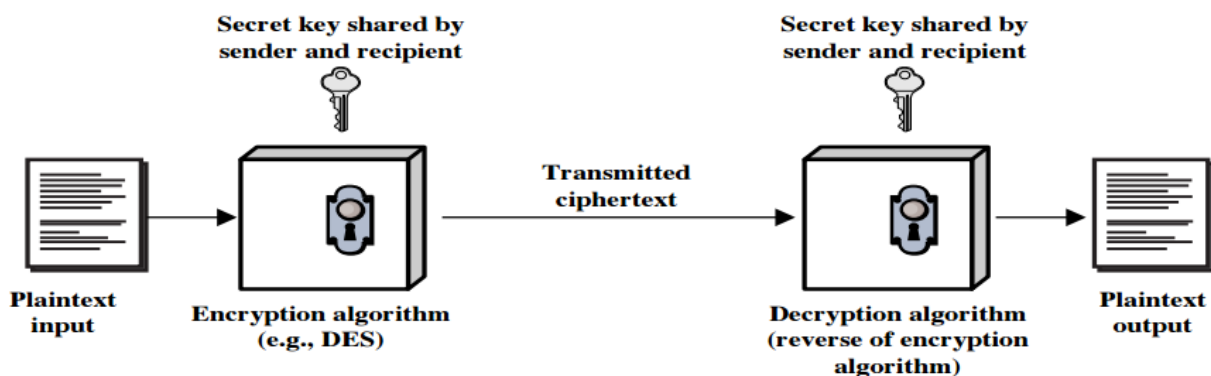 Secret key shared by
sender and recipient
Secret key shared by
sender and recipient
Transmitted
ciphertext
Plaintext
input
Encryption algorithm
(e.g., DES)
Decryption algorithm
(reverse of encryption
algorithm)
Plaintext
output